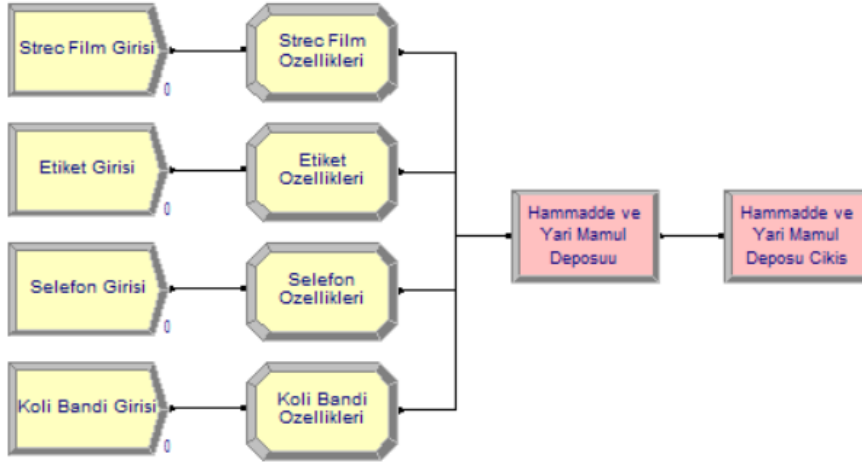 Strec Film Girisi
0
Strec Film
Ozellikleri
Etiket Girisi
0
Etiket
Ozellikleri
Selefon Girisi
0
Selefon
Ozellikleri
Koli Bandi Girisi
0
Koli Bandi
Ozellikleri
Hammadde ve
Yari Mamul
Deposuu
Hammadde ve
Yari Mamul
Deposu Cikis